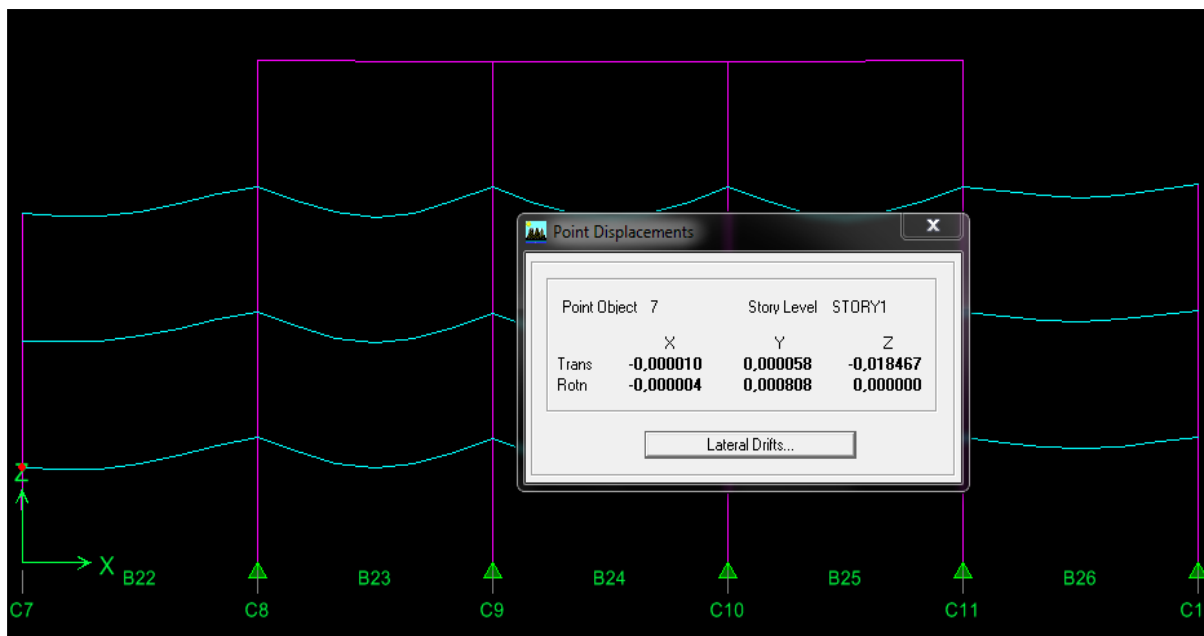 Point Displacements
X
Point Object 7 Story Level STORY1
X Y Z
Trans -0,000010 0,000058 -0,018467
Rotn -0,000004 0,000808 0,000000
Lateral Drifts...
Z
X
B22 B23 B24 B25 B26
C7 C8 C9 C10 C11 C1